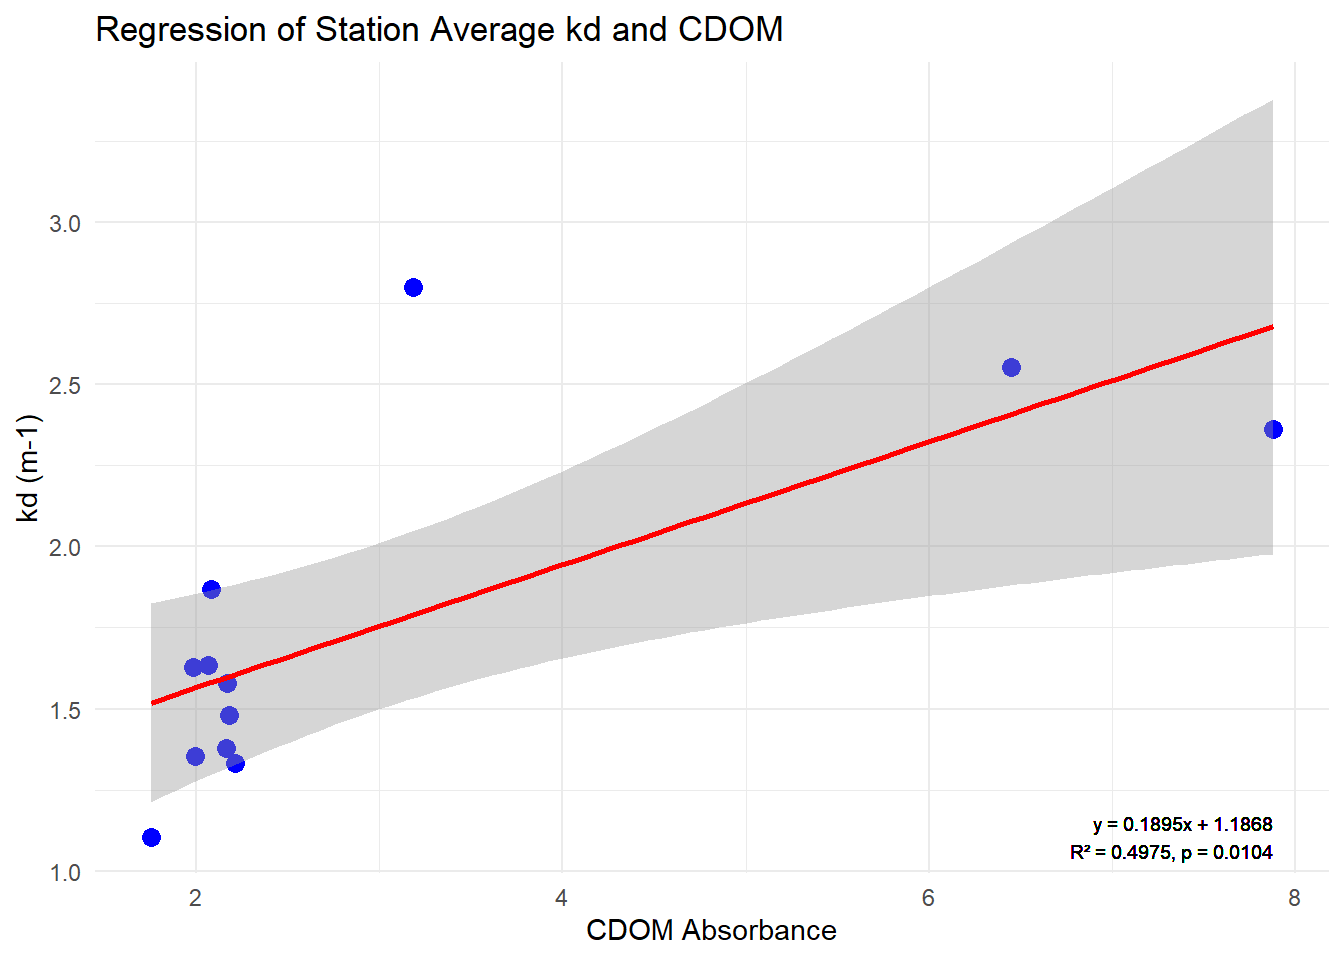 Regression of Station Average kd and CDOM
kd (m-1)
3.0
2.5
2.0
1.5
1.0
y = 0.1895x + 1.1868
R² = 0.4975, p = 0.0104
2 4 6 8
CDOM Absorbance